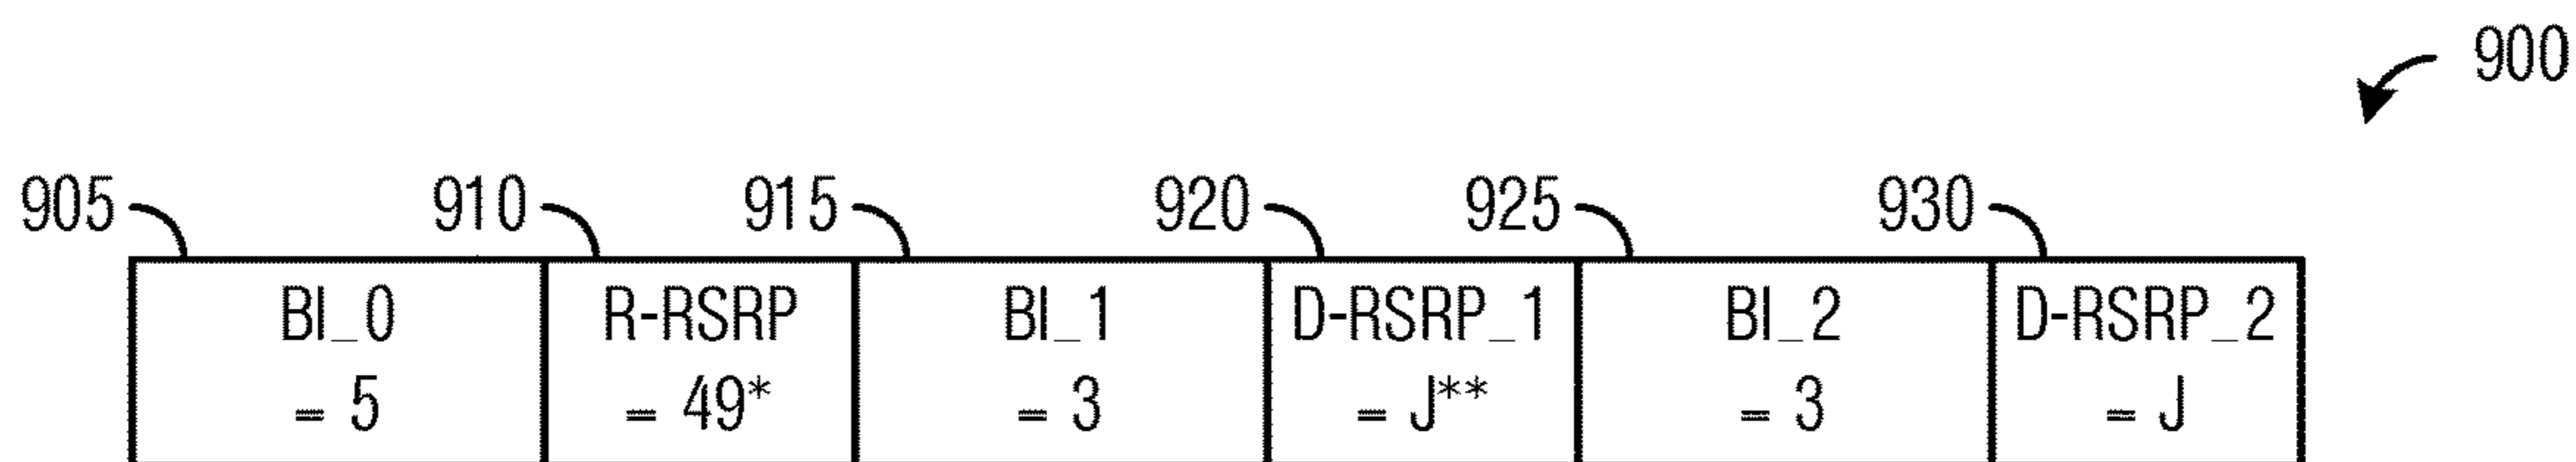 900
905 910 915 920 925 930
BI_0 R-RSRP BI_1 D-RSRP_1 BI_2 D-RSRP_2
= 5 = 49* = 3 = J** = 3 = J